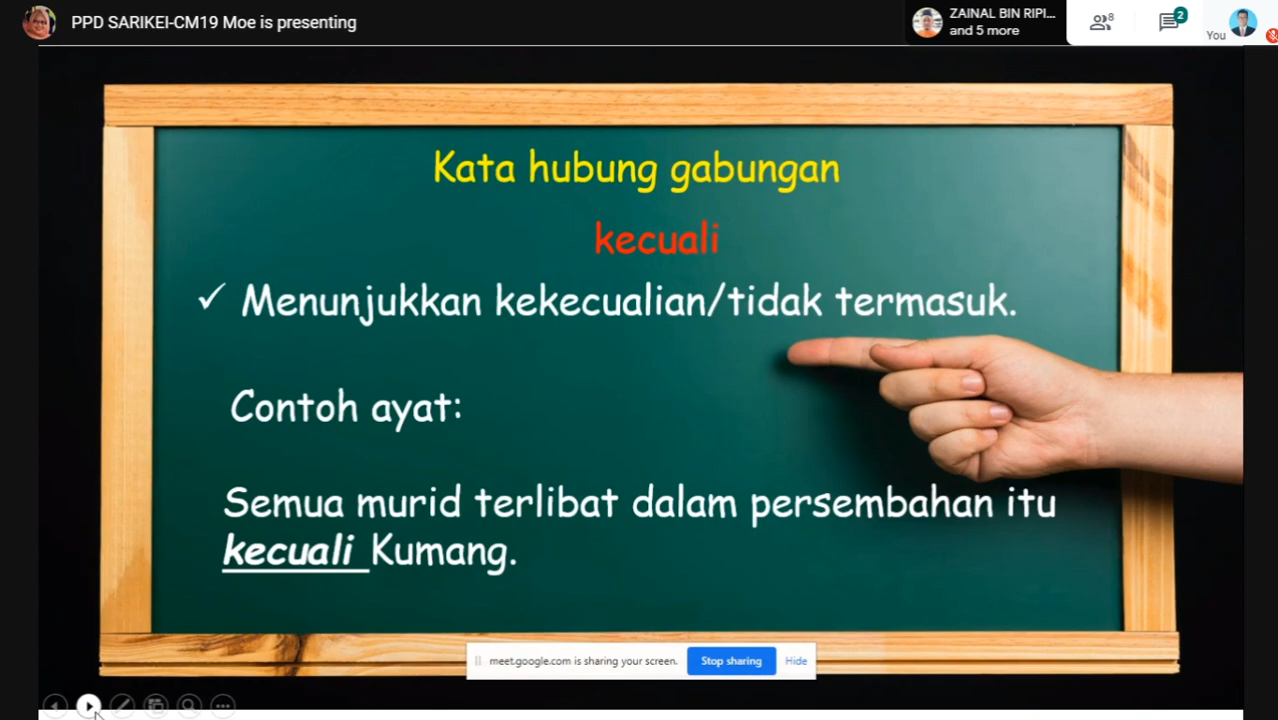 PPD SARIKEI-CM19 Moe is presenting
ZAINAL BIN RIPI...
and 5 more
8
2
You
Kata hubung gabungan
kecuali
✓ Menunjukkan kekecualian/tidak termasuk.
Contoh ayat:
Semua murid terlibat dalam persembahan itu
kecuali Kumang.
meet.google.com is sharing your screen. Stop sharing Hide